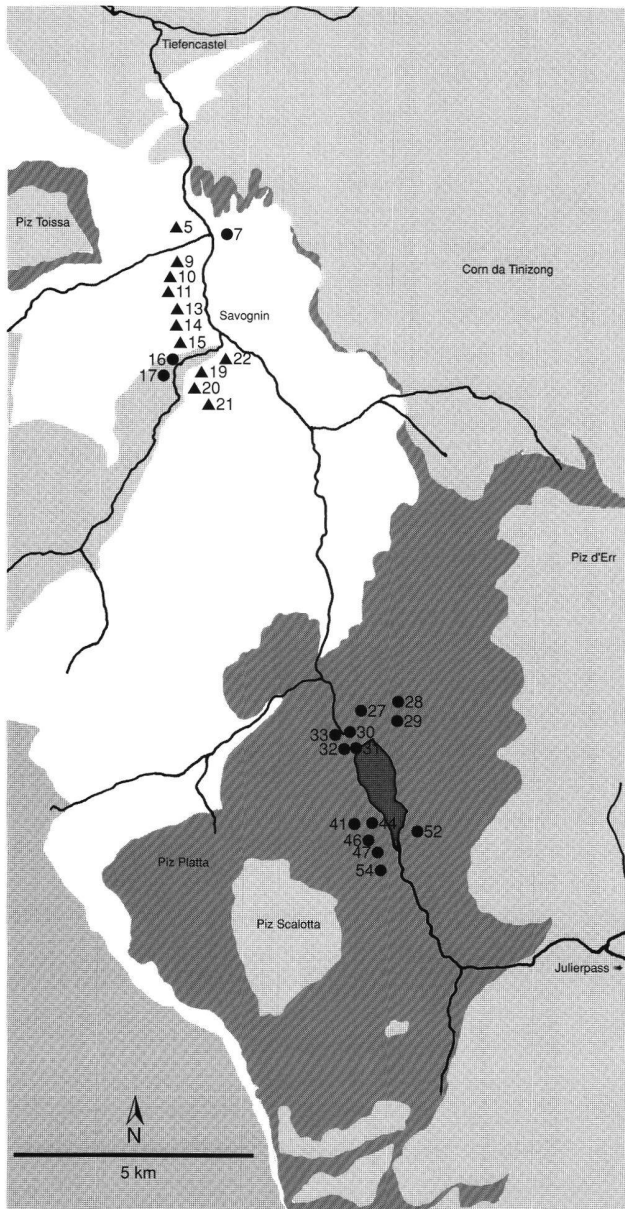 Tiefencastel
Piz Toissa
5
7
Corn da Tinizong
9
10
11
13
Savognin
14
15
16
22
17
19
20
21
Piz d'Err
28
27
29
33
30
32
31
41
44
52
46
47
Piz Platta
54
Piz Scalotta
Julierpass
N
5 km